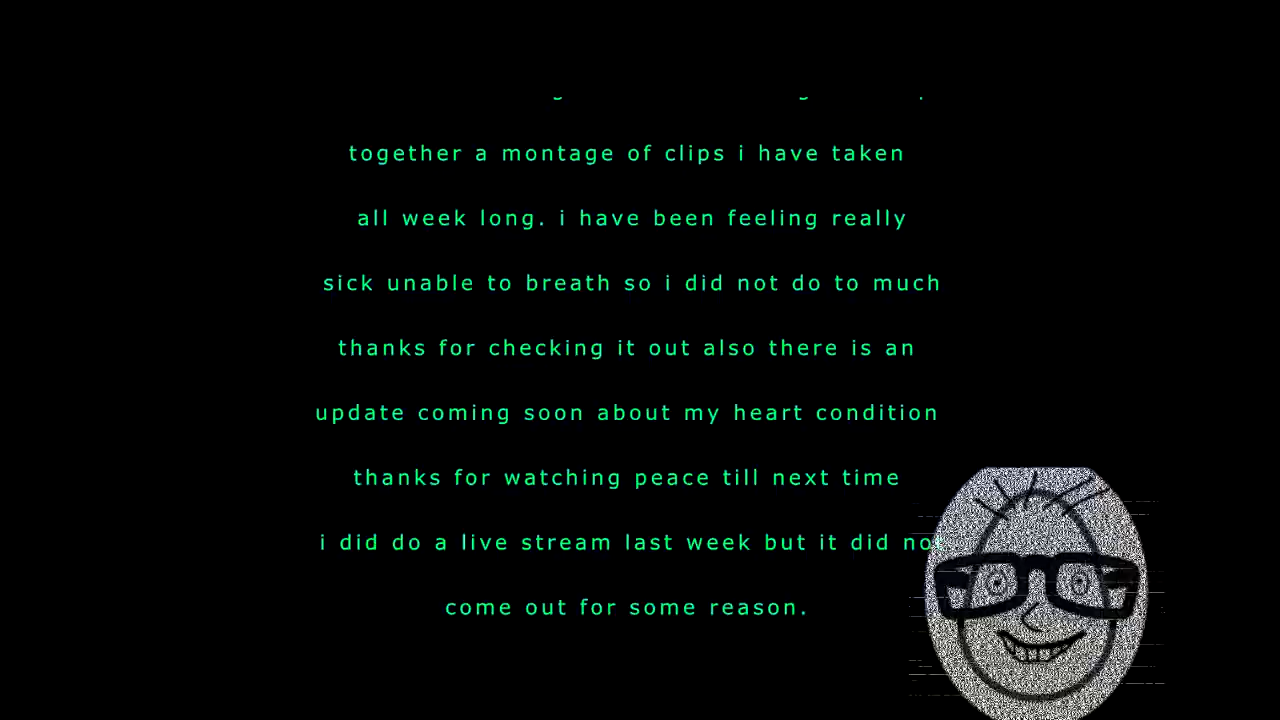 together a montage of clips i have taken
all week long. i have been feeling really
sick unable to breath so i did not do to much
thanks for checking it out also there is an
update coming soon about my heart condition
thanks for watching peace till next time
i did do a live stream last week but it did not
come out for some reason.